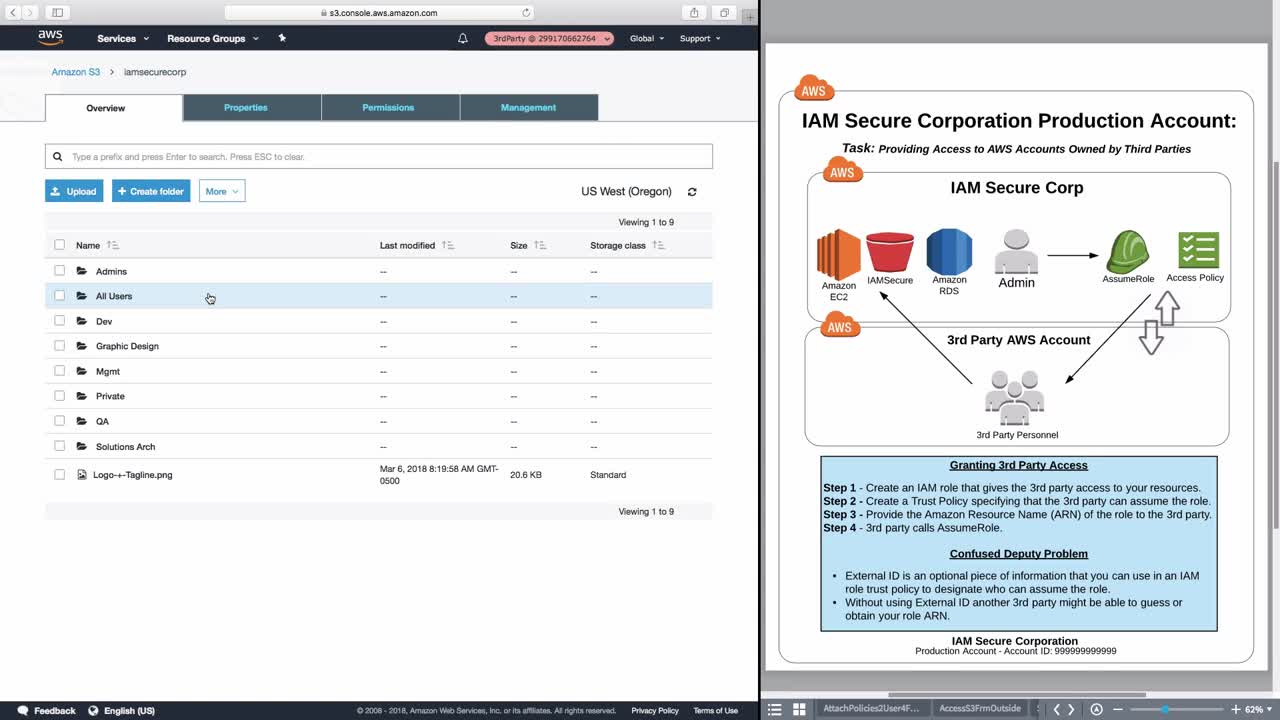 s3.console.aws.amazon.com
aws
Services
Resource Groups
3rdParty @ 299170662764
Global
Support
Amazon S3 > iamsecurecorp
Overview
Properties
Permissions
Management
Type a prefix and press Enter to search. Press ESC to clear.
Upload
+ Create folder
More
US West (Oregon)
Viewing 1 to 9
Name
Last modified
Size
Storage class
Admins -- -- --
All Users -- -- --
Dev -- -- --
Graphic Design -- -- --
Mgmt -- -- --
Private -- -- --
QA -- -- --
Solutions Arch -- -- --
Logo-+-Tagline.png
Mar 6, 2018 8:19:58 AM GMT-
0500
20.6 KB
Standard
Viewing 1 to 9
Feedback
English (US)
© 2008 - 2018, Amazon Web Services, Inc. or its affiliates. All rights reserved.
Privacy Policy
Terms of Use
AWS
IAM Secure Corporation Production Account:
Task: Providing Access to AWS Accounts Owned by Third Parties
AWS
IAM Secure Corp
Amazon
EC2
IAMSecure
Amazon
RDS
Admin
AssumeRole
Access Policy
AWS
3rd Party AWS Account
3rd Party Personnel
Granting 3rd Party Access
Step 1 - Create an IAM role that gives the 3rd party access to your resources.
Step 2 - Create a Trust Policy specifying that the 3rd party can assume the role.
Step 3 - Provide the Amazon Resource Name (ARN) of the role to the 3rd party.
Step 4 - 3rd party calls AssumeRole.
Confused Deputy Problem
• External ID is an optional piece of information that you can use in an IAM
role trust policy to designate who can assume the role.
• Without using External ID another 3rd party might be able to guess or
obtain your role ARN.
IAM Secure Corporation
Production Account - Account ID: 999999999999
AttachPolicies2User4F...
AccessS3FrmOutside
62%